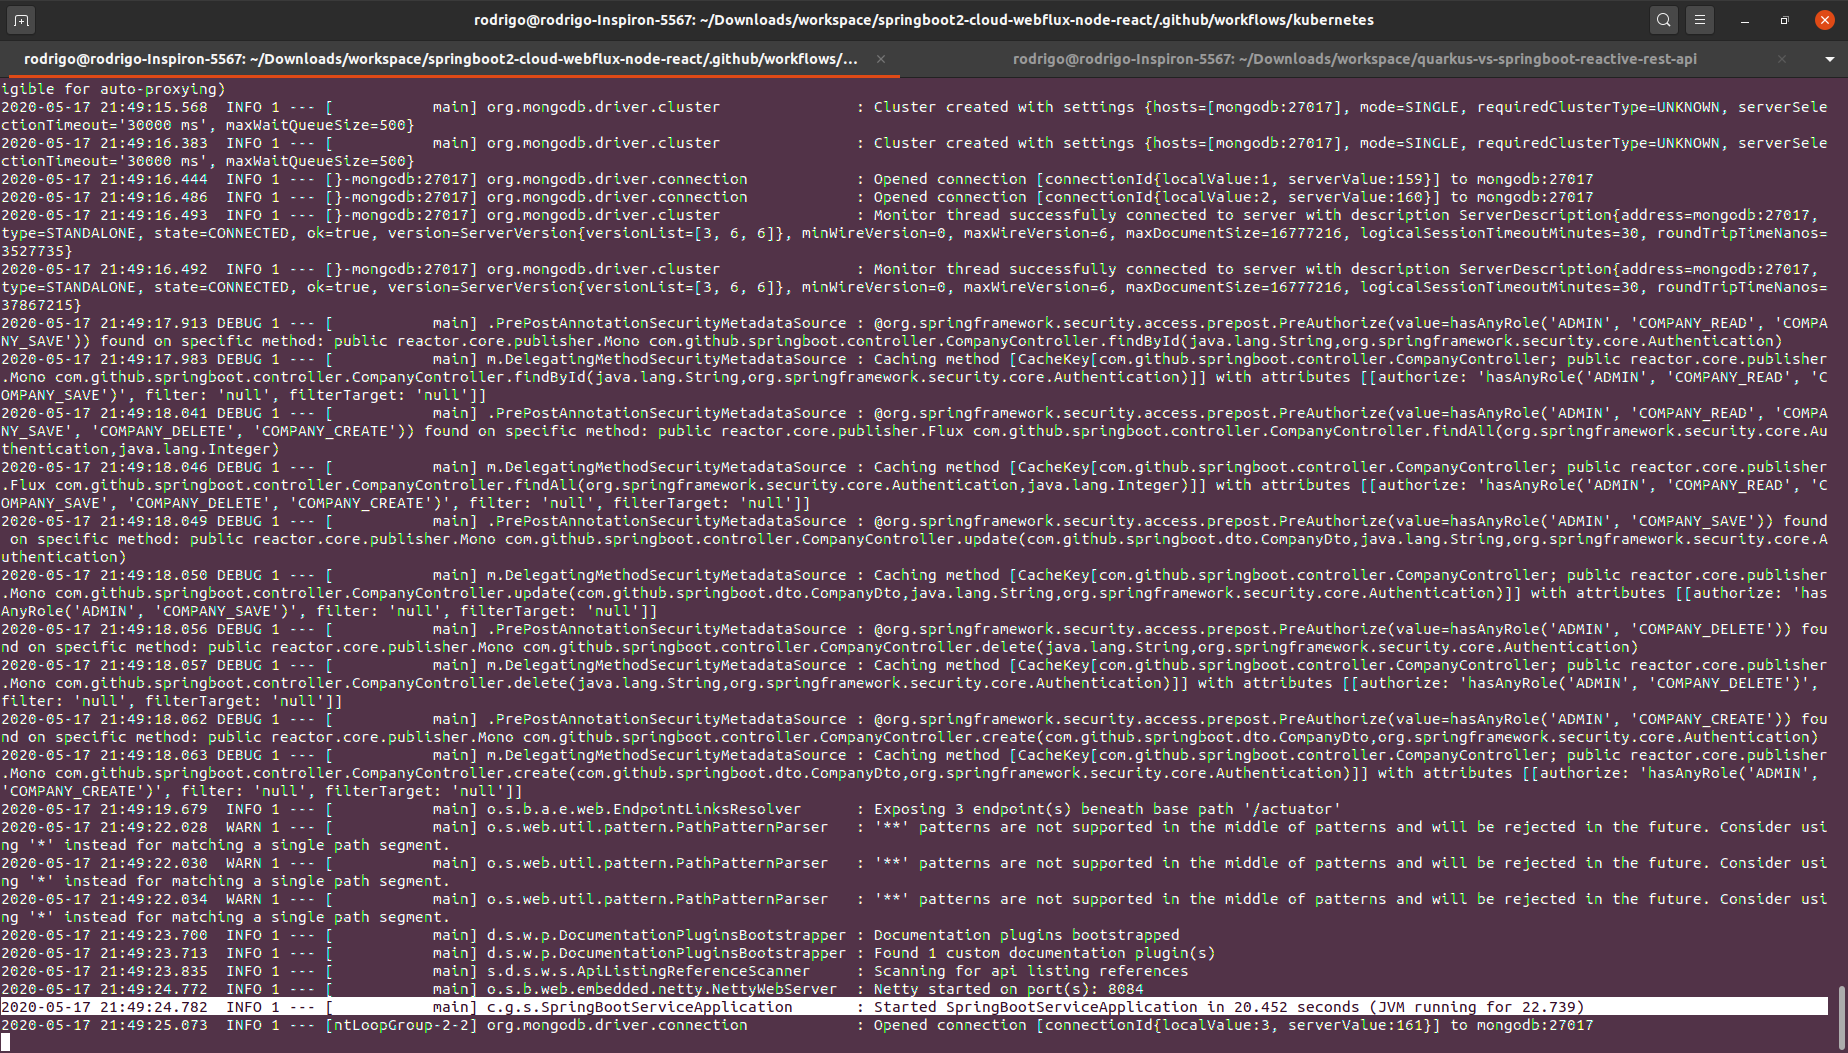 rodrigo@rodrigo-Inspiron-5567: ~/Downloads/workspace/springboot2-cloud-webflux-node-react/.github/workflows/kubernetes
rodrigo@rodrigo-Inspiron-5567: ~/Downloads/workspace/springboot2-cloud-webflux-node-react/.github/workflows/... × rodrigo@rodrigo-Inspiron-5567: ~/Downloads/workspace/quarkus-vs-springboot-reactive-rest-api ×
igible for auto-proxying)
2020-05-17 21:49:15.568  INFO 1 --- [           main] org.mongodb.driver.cluster               : Cluster created with settings {hosts=[mongodb:27017], mode=SINGLE, requiredClusterType=UNKNOWN, serverSele
ctionTimeout='30000 ms', maxWaitQueueSize=500}
2020-05-17 21:49:16.383  INFO 1 --- [           main] org.mongodb.driver.cluster               : Cluster created with settings {hosts=[mongodb:27017], mode=SINGLE, requiredClusterType=UNKNOWN, serverSele
ctionTimeout='30000 ms', maxWaitQueueSize=500}
2020-05-17 21:49:16.444  INFO 1 --- [}-mongodb:27017] org.mongodb.driver.connection            : Opened connection [connectionId{localValue:1, serverValue:159}] to mongodb:27017
2020-05-17 21:49:16.486  INFO 1 --- [}-mongodb:27017] org.mongodb.driver.connection            : Opened connection [connectionId{localValue:2, serverValue:160}] to mongodb:27017
2020-05-17 21:49:16.493  INFO 1 --- [}-mongodb:27017] org.mongodb.driver.cluster               : Monitor thread successfully connected to server with description ServerDescription{address=mongodb:27017, 
type=STANDALONE, state=CONNECTED, ok=true, version=ServerVersion{versionList=[3, 6, 6]}, minWireVersion=0, maxWireVersion=6, maxDocumentSize=16777216, logicalSessionTimeoutMinutes=30, roundTripTimeNanos=
3527735}
2020-05-17 21:49:16.492  INFO 1 --- [}-mongodb:27017] org.mongodb.driver.cluster               : Monitor thread successfully connected to server with description ServerDescription{address=mongodb:27017, 
type=STANDALONE, state=CONNECTED, ok=true, version=ServerVersion{versionList=[3, 6, 6]}, minWireVersion=0, maxWireVersion=6, maxDocumentSize=16777216, logicalSessionTimeoutMinutes=30, roundTripTimeNanos=
37867215}
2020-05-17 21:49:17.913 DEBUG 1 --- [           main] .PrePostAnnotationSecurityMetadataSource : @org.springframework.security.access.prepost.PreAuthorize(value=hasAnyRole('ADMIN', 'COMPANY_READ', 'COMPA
NY_SAVE')) found on specific method: public reactor.core.publisher.Mono com.github.springboot.controller.CompanyController.findById(java.lang.String,org.springframework.security.core.Authentication)
2020-05-17 21:49:17.983 DEBUG 1 --- [           main] m.DelegatingMethodSecurityMetadataSource : Caching method [CacheKey[com.github.springboot.controller.CompanyController; public reactor.core.publisher
.Mono com.github.springboot.controller.CompanyController.findById(java.lang.String,org.springframework.security.core.Authentication)]] with attributes [[authorize: 'hasAnyRole('ADMIN', 'COMPANY_READ', 'C
OMPANY_SAVE')', filter: 'null', filterTarget: 'null']]
2020-05-17 21:49:18.041 DEBUG 1 --- [           main] .PrePostAnnotationSecurityMetadataSource : @org.springframework.security.access.prepost.PreAuthorize(value=hasAnyRole('ADMIN', 'COMPANY_READ', 'COMPA
NY_SAVE', 'COMPANY_DELETE', 'COMPANY_CREATE')) found on specific method: public reactor.core.publisher.Flux com.github.springboot.controller.CompanyController.findAll(org.springframework.security.core.Au
thentication,java.lang.Integer)
2020-05-17 21:49:18.046 DEBUG 1 --- [           main] m.DelegatingMethodSecurityMetadataSource : Caching method [CacheKey[com.github.springboot.controller.CompanyController; public reactor.core.publisher
.Flux com.github.springboot.controller.CompanyController.findAll(org.springframework.security.core.Authentication,java.lang.Integer)]] with attributes [[authorize: 'hasAnyRole('ADMIN', 'COMPANY_READ', 'C
OMPANY_SAVE', 'COMPANY_DELETE', 'COMPANY_CREATE')', filter: 'null', filterTarget: 'null']]
2020-05-17 21:49:18.049 DEBUG 1 --- [           main] .PrePostAnnotationSecurityMetadataSource : @org.springframework.security.access.prepost.PreAuthorize(value=hasAnyRole('ADMIN', 'COMPANY_SAVE')) found
 on specific method: public reactor.core.publisher.Mono com.github.springboot.controller.CompanyController.update(com.github.springboot.dto.CompanyDto,java.lang.String,org.springframework.security.core.A
uthentication)
2020-05-17 21:49:18.050 DEBUG 1 --- [           main] m.DelegatingMethodSecurityMetadataSource : Caching method [CacheKey[com.github.springboot.controller.CompanyController; public reactor.core.publisher
.Mono com.github.springboot.controller.CompanyController.update(com.github.springboot.dto.CompanyDto,java.lang.String,org.springframework.security.core.Authentication)]] with attributes [[authorize: 'has
AnyRole('ADMIN', 'COMPANY_SAVE')', filter: 'null', filterTarget: 'null']]
2020-05-17 21:49:18.056 DEBUG 1 --- [           main] .PrePostAnnotationSecurityMetadataSource : @org.springframework.security.access.prepost.PreAuthorize(value=hasAnyRole('ADMIN', 'COMPANY_DELETE')) fou
nd on specific method: public reactor.core.publisher.Mono com.github.springboot.controller.CompanyController.delete(java.lang.String,org.springframework.security.core.Authentication)
2020-05-17 21:49:18.057 DEBUG 1 --- [           main] m.DelegatingMethodSecurityMetadataSource : Caching method [CacheKey[com.github.springboot.controller.CompanyController; public reactor.core.publisher
.Mono com.github.springboot.controller.CompanyController.delete(java.lang.String,org.springframework.security.core.Authentication)]] with attributes [[authorize: 'hasAnyRole('ADMIN', 'COMPANY_DELETE')', 
filter: 'null', filterTarget: 'null']]
2020-05-17 21:49:18.062 DEBUG 1 --- [           main] .PrePostAnnotationSecurityMetadataSource : @org.springframework.security.access.prepost.PreAuthorize(value=hasAnyRole('ADMIN', 'COMPANY_CREATE')) fou
nd on specific method: public reactor.core.publisher.Mono com.github.springboot.controller.CompanyController.create(com.github.springboot.dto.CompanyDto,org.springframework.security.core.Authentication)
2020-05-17 21:49:18.063 DEBUG 1 --- [           main] m.DelegatingMethodSecurityMetadataSource : Caching method [CacheKey[com.github.springboot.controller.CompanyController; public reactor.core.publisher
.Mono com.github.springboot.controller.CompanyController.create(com.github.springboot.dto.CompanyDto,org.springframework.security.core.Authentication)]] with attributes [[authorize: 'hasAnyRole('ADMIN', 
'COMPANY_CREATE')', filter: 'null', filterTarget: 'null']]
2020-05-17 21:49:19.679  INFO 1 --- [           main] o.s.b.a.e.web.EndpointLinksResolver      : Exposing 3 endpoint(s) beneath base path '/actuator'
2020-05-17 21:49:22.028  WARN 1 --- [           main] o.s.web.util.pattern.PathPatternParser   : '**' patterns are not supported in the middle of patterns and will be rejected in the future. Consider usi
ng '*' instead for matching a single path segment.
2020-05-17 21:49:22.030  WARN 1 --- [           main] o.s.web.util.pattern.PathPatternParser   : '**' patterns are not supported in the middle of patterns and will be rejected in the future. Consider usi
ng '*' instead for matching a single path segment.
2020-05-17 21:49:22.034  WARN 1 --- [           main] o.s.web.util.pattern.PathPatternParser   : '**' patterns are not supported in the middle of patterns and will be rejected in the future. Consider usi
ng '*' instead for matching a single path segment.
2020-05-17 21:49:23.700  INFO 1 --- [           main] d.s.w.p.DocumentationPluginsBootstrapper : Documentation plugins bootstrapped
2020-05-17 21:49:23.713  INFO 1 --- [           main] d.s.w.p.DocumentationPluginsBootstrapper : Found 1 custom documentation plugin(s)
2020-05-17 21:49:23.835  INFO 1 --- [           main] s.d.s.w.s.ApiListingReferenceScanner     : Scanning for api listing references
2020-05-17 21:49:24.772  INFO 1 --- [           main] o.s.b.web.embedded.netty.NettyWebServer  : Netty started on port(s): 8084
2020-05-17 21:49:24.782  INFO 1 --- [           main] c.g.s.SpringBootServiceApplication       : Started SpringBootServiceApplication in 20.452 seconds (JVM running for 22.739)
2020-05-17 21:49:25.073  INFO 1 --- [ntLoopGroup-2-2] org.mongodb.driver.connection            : Opened connection [connectionId{localValue:3, serverValue:161}] to mongodb:27017